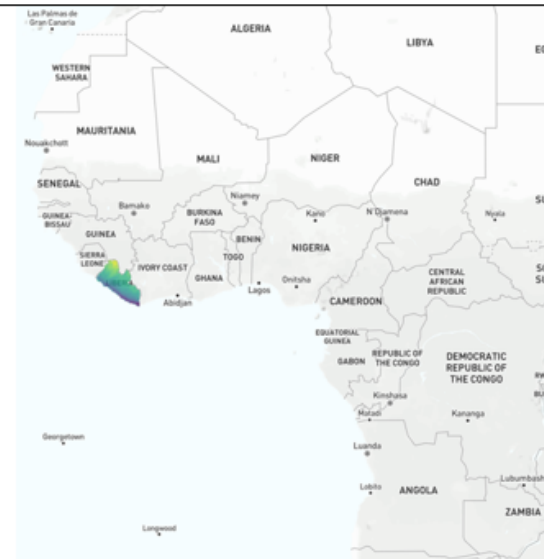 Las Palmas de
Gran Canaria
ALGERIA
LIBYA
WESTERN
SAHARA
Nouakchott
MAURITANIA
MALI
NIGER
CHAD
SENEGAL
Bamako
Niamey
Kano
N'Djamena
Nyala
GUINEA-
BISSAU
GUINEA
BURKINA
FASO
BENIN
TOGO
NIGERIA
SIERRA
LEONE
IVORY COAST
GHANA
Abidjan
Lagos
Onitsha
CENTRAL
AFRICAN
REPUBLIC
CAMEROON
EQUATORIAL
GUINEA
GABON
REPUBLIC OF
THE CONGO
DEMOCRATIC
REPUBLIC OF
THE CONGO
Kinshasa
Matadi
Kananga
Georgetown
Luanda
Lobito
ANGOLA
Lubumbash
ZAMBIA
Longwood